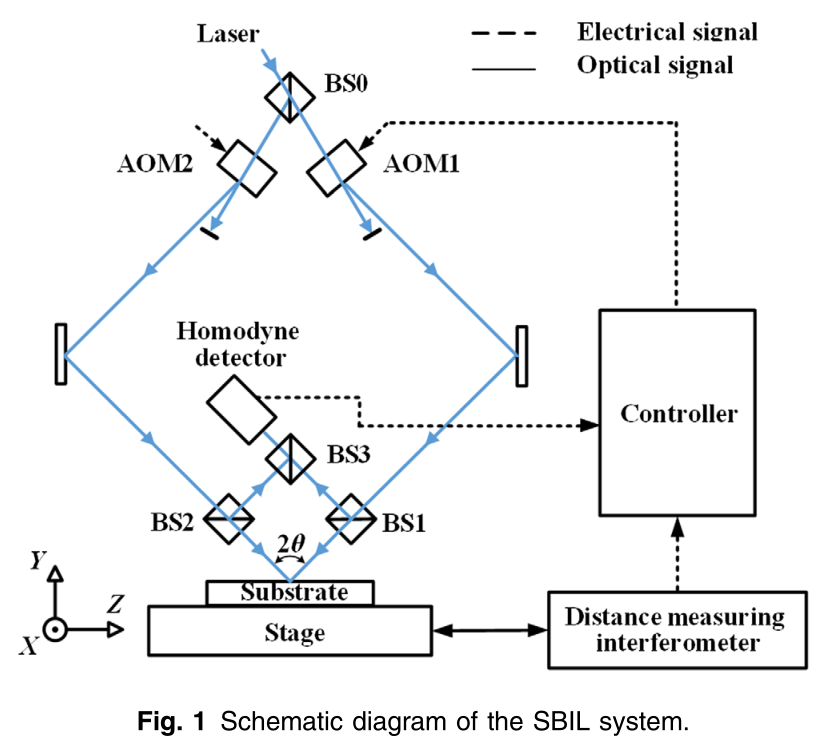 Laser
BS0
Electrical signal
Optical signal
AOM2
AOM1
Homodyne
detector
Controller
BS3
BS2
BS1
2θ
Y
Z
X
Substrate
Stage
Distance measuring
interferometer
Fig. 1 Schematic diagram of the SBIL system.